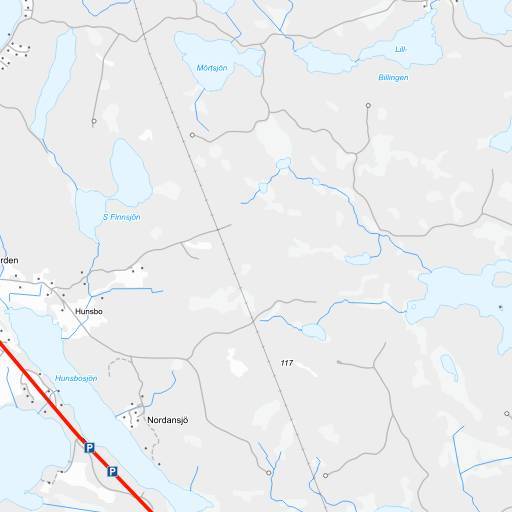 Lill-
Mörtsjön
Billingen
S Finnsjön
rden
Hunsbo
117
Hunsbosjön
Nordansjö
P
P